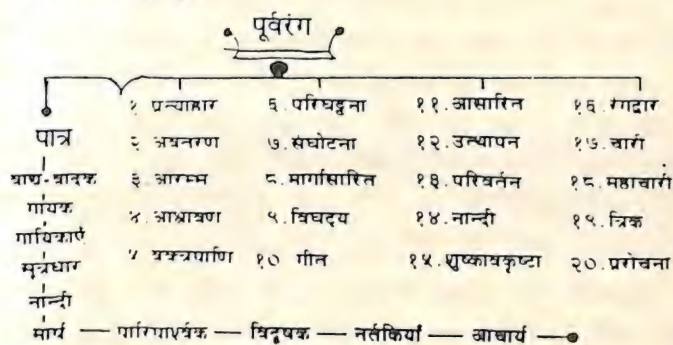 पूर्वरंग
पात्र
वाद्य-वादक
गायक
गायिकाएँ
सूत्रधार
नान्दी
मार्ष — पारिपार्श्वक — विदूषक — नर्तकियाँ — आचार्य
१ प्रत्याहार
२ अवतरण
३. आरम्भ
४ आश्रावण
५ वक्त्रपाणि
६. परिघट्टना
७. संघोटना
८. मार्गासारित
९. विघद्य
१० गीत
११. आसारित
१२. उत्थापन
१३. परिवर्तन
१४. नान्दी
१५. शुष्कावकृष्टा
१६. रंगद्वार
१७. चारी
१८. महाचारी
१९. त्रिक
२०. प्ररोचना